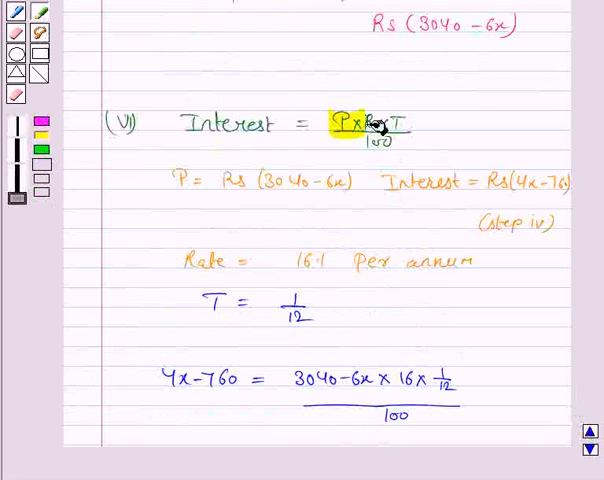 Rs (3040 - 6x)
(VI) Interest = P x R x T / 100
P = Rs (3040 - 6x) Interest = Rs (4x - 760)
(step iv)
Rate = 16% Per annum
T = 1/12
4x - 760 = 3040 - 6x x 16 x 1/12 / 100